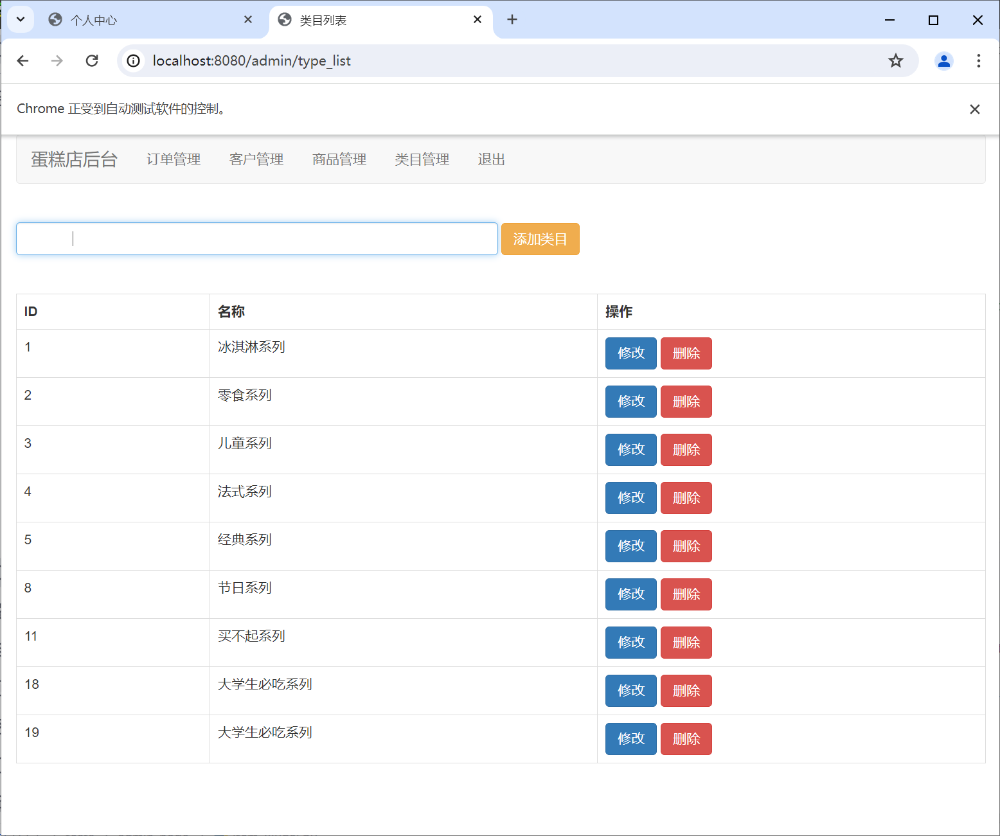 个人中心
类目列表
localhost:8080/admin/type_list
Chrome 正受到自动测试软件的控制。
蛋糕店后台 订单管理 客户管理 商品管理 类目管理 退出
添加类目
ID 名称 操作
1 冰淇淋系列 修改 删除
2 零食系列 修改 删除
3 儿童系列 修改 删除
4 法式系列 修改 删除
5 经典系列 修改 删除
8 节日系列 修改 删除
11 买不起系列 修改 删除
18 大学生必吃系列 修改 删除
19 大学生必吃系列 修改 删除